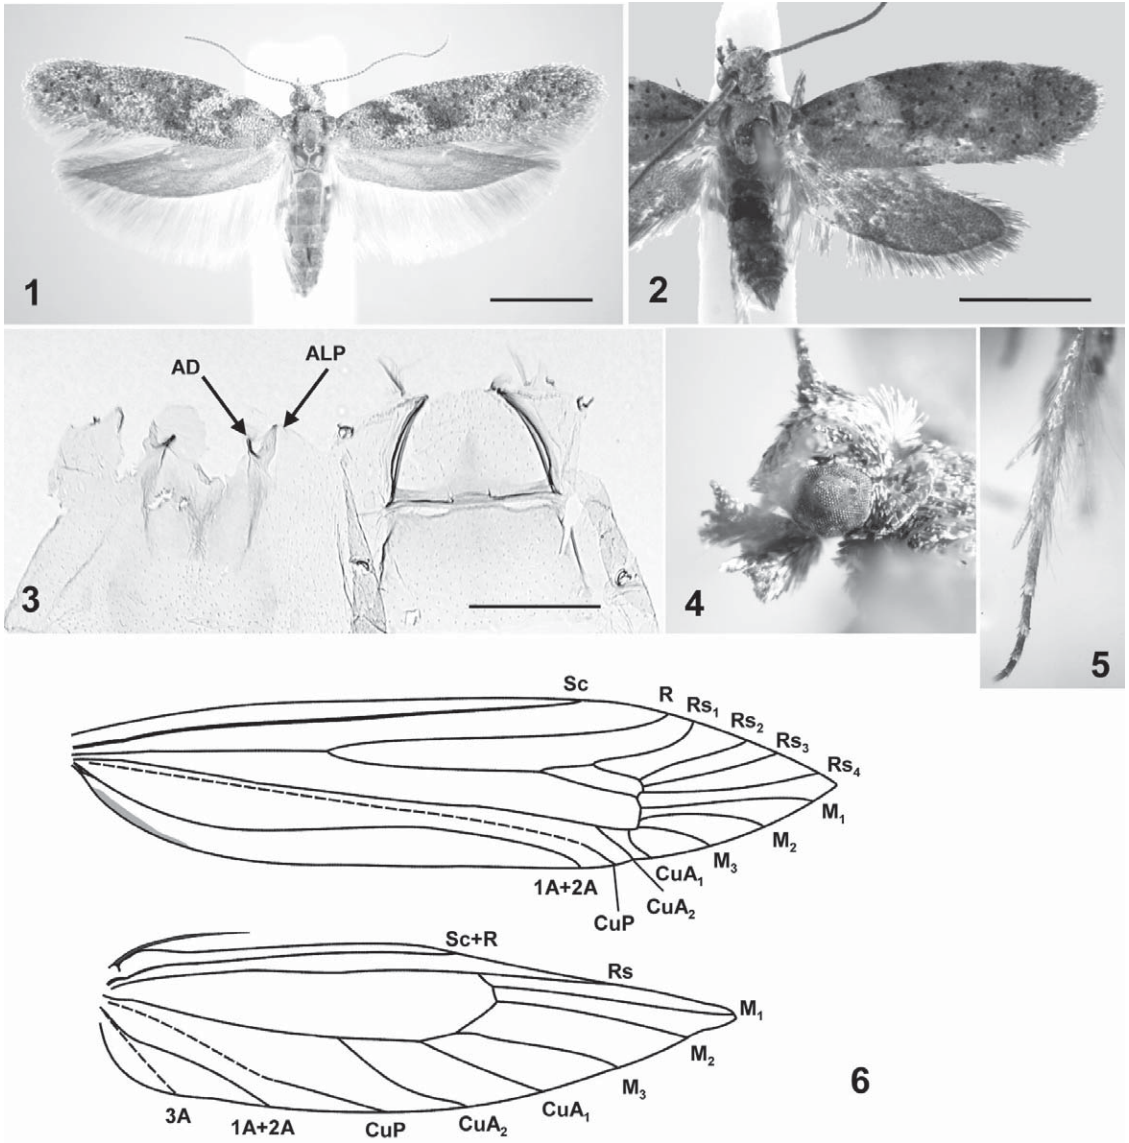 1
2
AD
ALP
3
4
5
Sc
R
Rs₁
Rs₂
Rs₃
Rs₄
M₁
M₂
M₃
CuA₁
CuA₂
CuP
1A+2A
Sc+R
Rs
M₁
M₂
M₃
CuA₁
CuA₂
CuP
1A+2A
3A
6